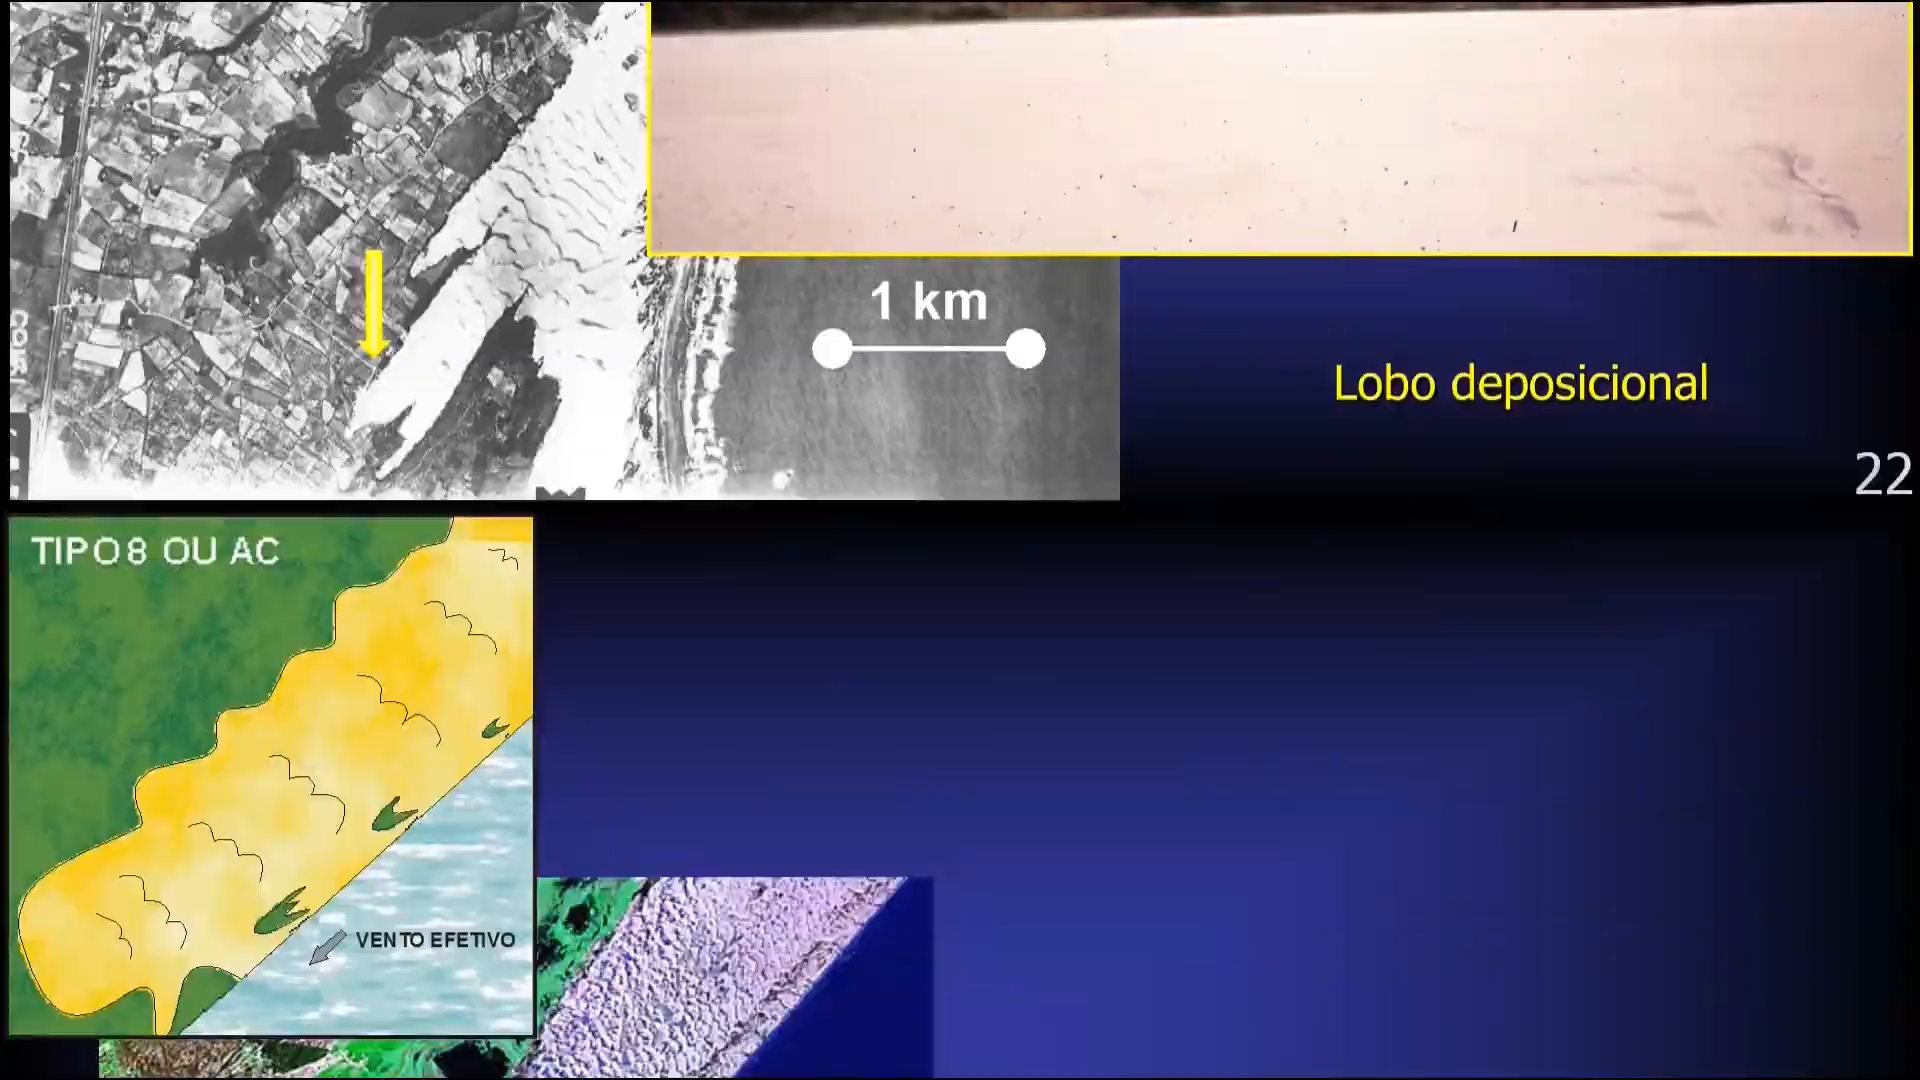 1 km
Lobo deposicional
22
TIPO 8 OU AC
VENTO EFETIVO